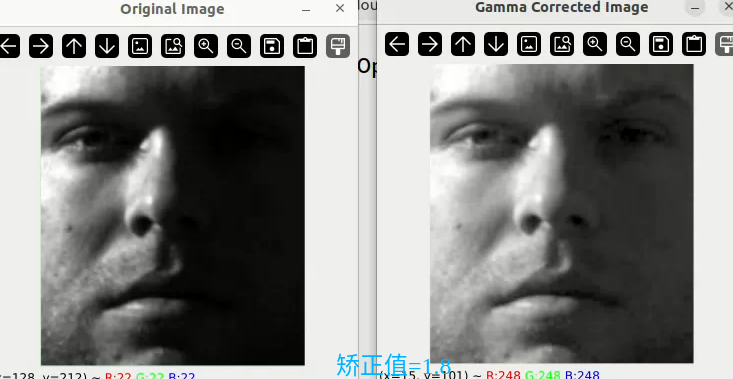 Original Image
Gamma Corrected Image
Op
矫正值=1.8
x=128, y=212) ~ R:22 G:22 B:22
(x=15, y=101) ~ R:248 G:248 B:248